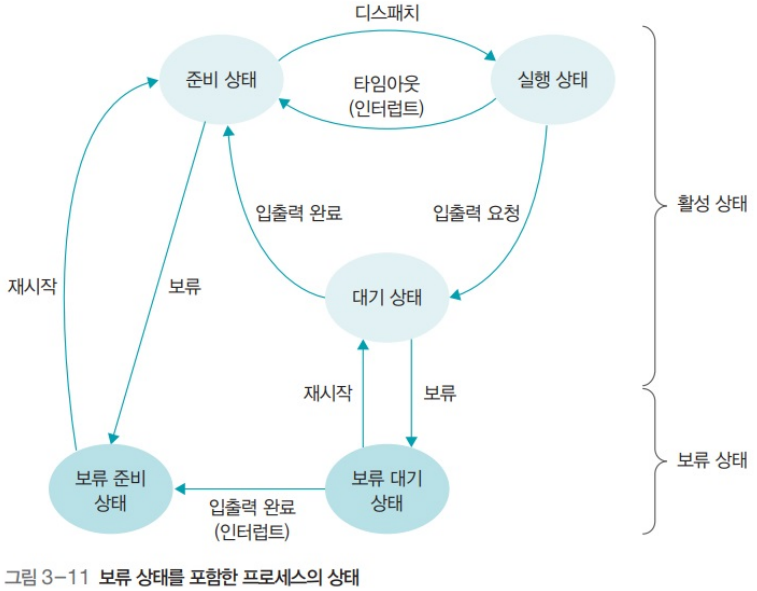 디스패치
준비 상태
실행 상태
타임아웃
(인터럽트)
입출력 완료
입출력 요청
활성 상태
재시작
보류
대기 상태
재시작
보류
보류 준비
상태
보류 대기
상태
보류 상태
입출력 완료
(인터럽트)
그림 3-11 보류 상태를 포함한 프로세스의 상태